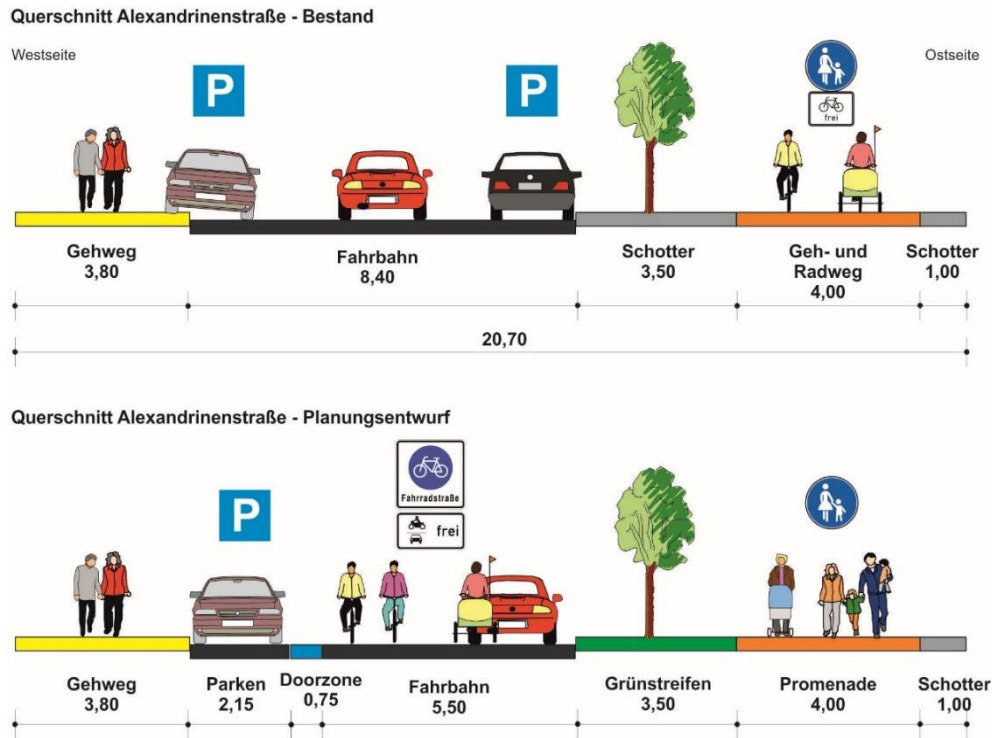 Querschnitt Alexandrinenstraße - Bestand
Westseite
Ostseite
P
P
frei
Gehweg
3,80
Fahrbahn
8,40
Schotter
3,50
Geh- und
Radweg
4,00
Schotter
1,00
20,70
Querschnitt Alexandrinenstraße - Planungsentwurf
Fahrradstraße
frei
P
Gehweg
3,80
Parken
2,15
Doorzone
0,75
Fahrbahn
5,50
Grünstreifen
3,50
Promenade
4,00
Schotter
1,00